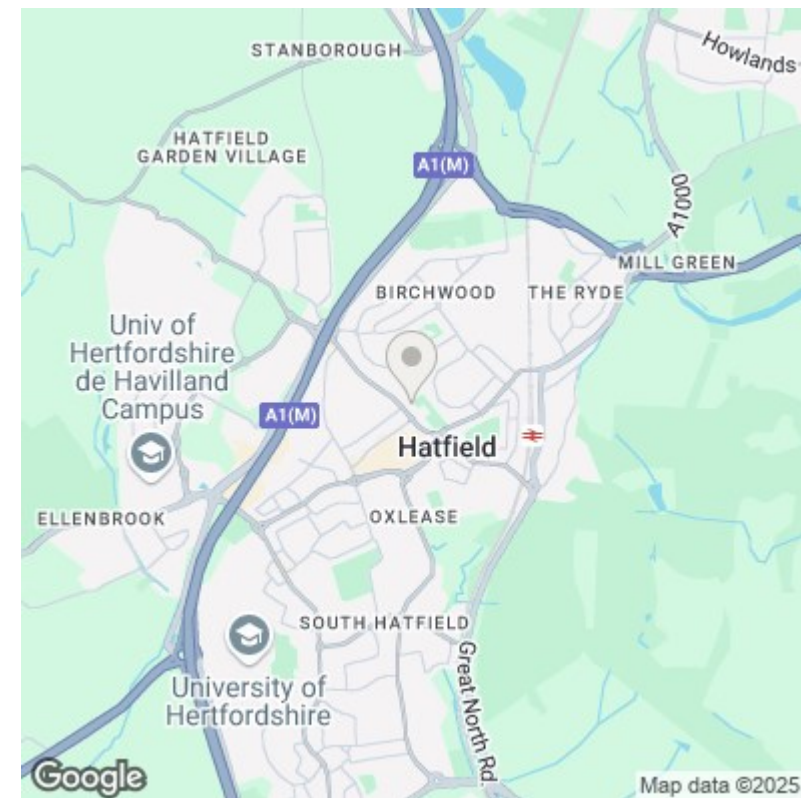 STANBOROUGH
Howlands
HATFIELD
GARDEN VILLAGE
A1(M)
A1000
MILL GREEN
BIRCHWOOD
THE RYDE
Univ of
Hertfordshire
de Havilland
Campus
A1(M)
Hatfield
ELLENBROOK
OXLEASE
SOUTH HATFIELD
Great North Rd.
University of
Hertfordshire
Google
Map data ©2025